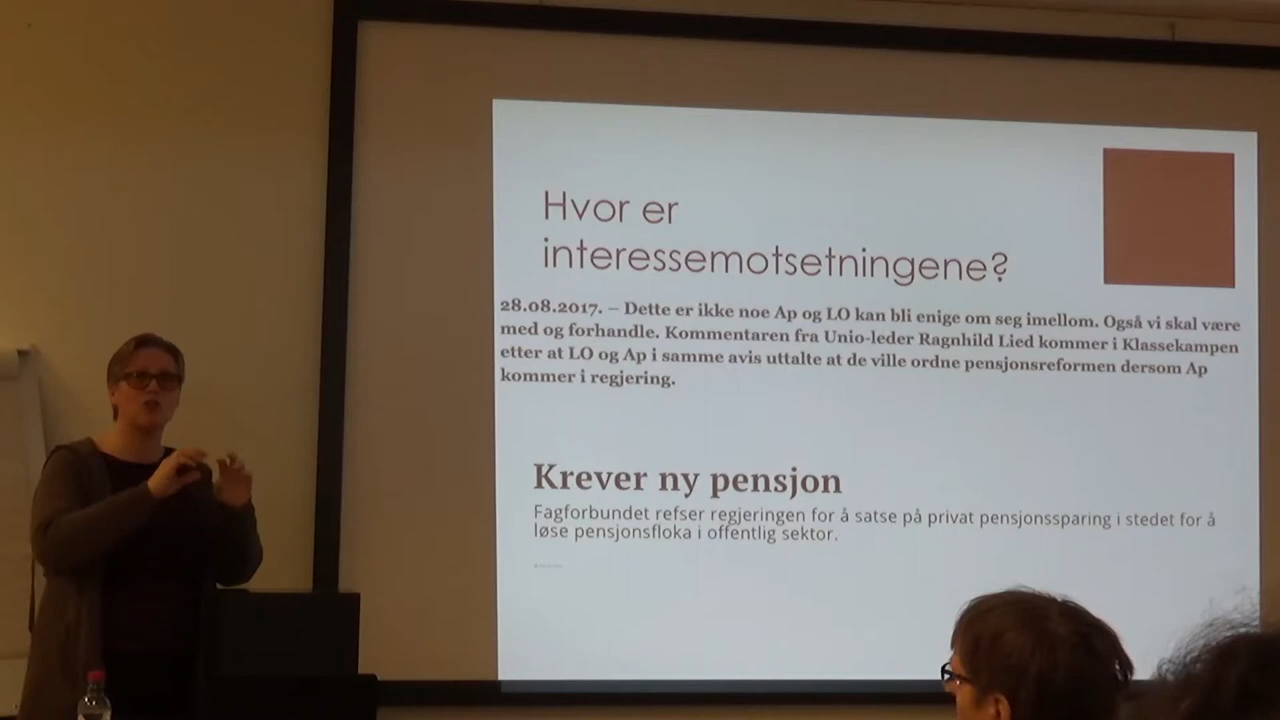 Hvor er
interessemotsetningene?
28.08.2017. – Dette er ikke noe Ap og LO kan bli enige om seg imellom. Også vi skal være
med og forhandle. Kommentaren fra Unio-leder Ragnhild Lied kommer i Klassekampen
etter at LO og Ap i samme avis uttalte at de ville ordne pensjonsreformen dersom Ap
kommer i regjering.
Krever ny pensjon
Fagforbundet refser regjeringen for å satse på privat pensjonssparing i stedet for å
løse pensjonsfloka i offentlig sektor.